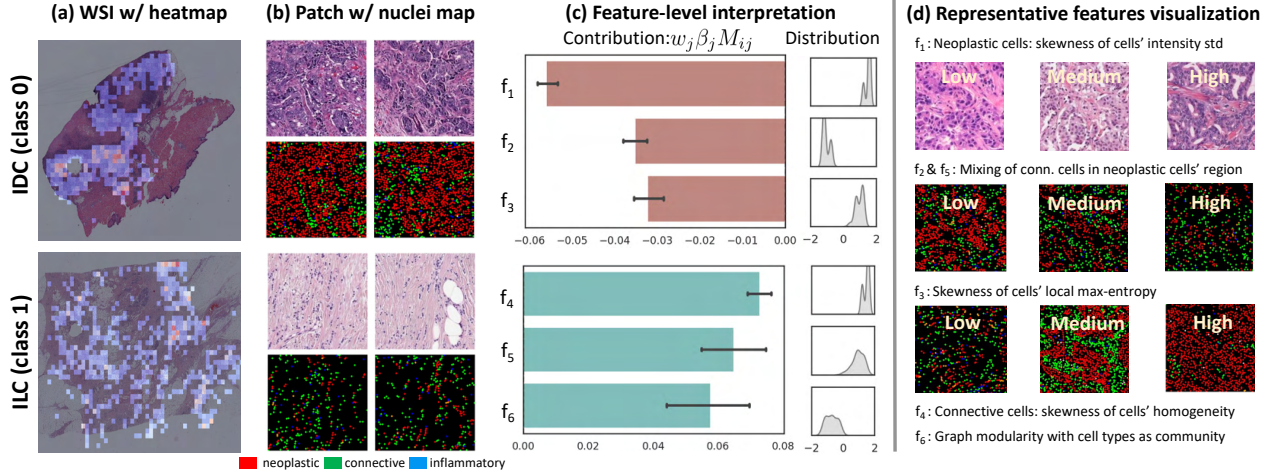 (a) WSI w/ heatmap
(b) Patch w/ nuclei map
(c) Feature-level interpretation
(d) Representative features visualization
Contribution: w_jβ_jM_{ij}
Distribution
IDC (class 0)
f₁
f₂
f₃
−0.06 −0.05 −0.04 −0.03 −0.02 −0.01 0.00
−2 0 2
ILC (class 1)
f₄
f₅
f₆
0.00 0.02 0.04 0.06 0.08
−2 0 2
neoplastic connective inflammatory
f₁: Neoplastic cells: skewness of cells' intensity std
Low Medium High
f₂ & f₅: Mixing of conn. cells in neoplastic cells' region
Low Medium High
f₃: Skewness of cells' local max-entropy
Low Medium High
f₄: Connective cells: skewness of cells' homogeneity
f₆: Graph modularity with cell types as community